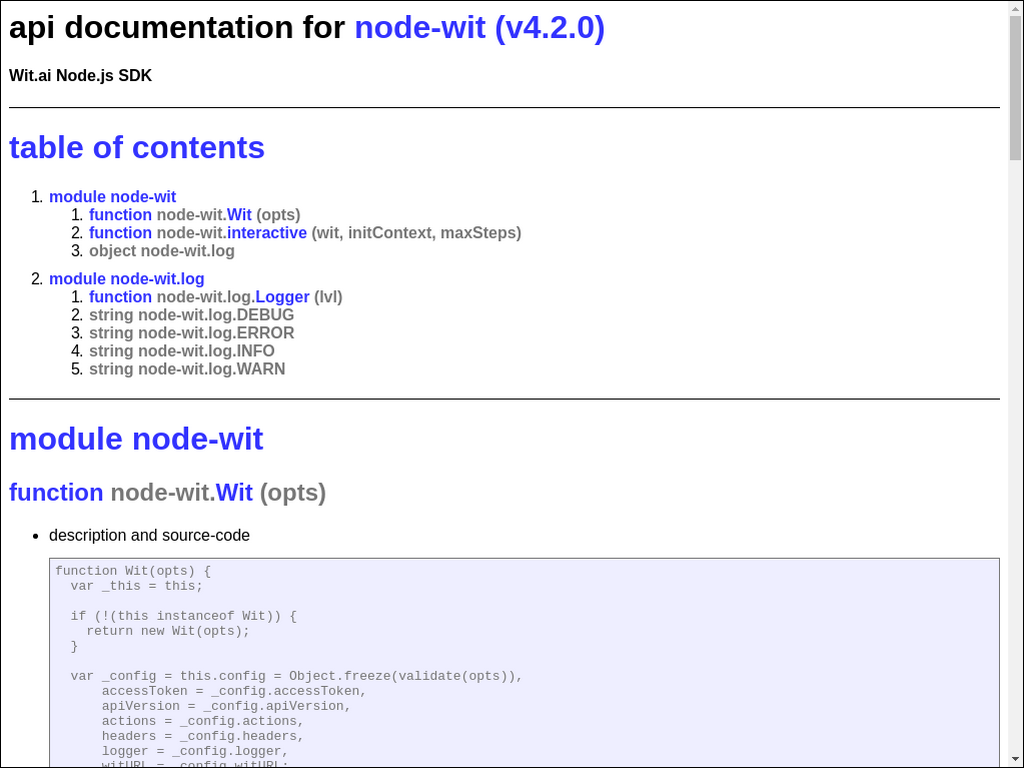 api documentation for node-wit (v4.2.0)
Wit.ai Node.js SDK
table of contents
1. module node-wit
1. function node-wit.Wit (opts)
2. function node-wit.interactive (wit, initContext, maxSteps)
3. object node-wit.log
2. module node-wit.log
1. function node-wit.log.Logger (lvl)
2. string node-wit.log.DEBUG
3. string node-wit.log.ERROR
4. string node-wit.log.INFO
5. string node-wit.log.WARN
module node-wit
function node-wit.Wit (opts)
• description and source-code
function Wit(opts) {
  var _this = this;
  if (!(this instanceof Wit)) {
    return new Wit(opts);
  }
  var _config = this.config = Object.freeze(validate(opts)),
      accessToken = _config.accessToken,
      apiVersion = _config.apiVersion,
      actions = _config.actions,
      headers = _config.headers,
      logger = _config.logger,
      witURL = _config.witURL;